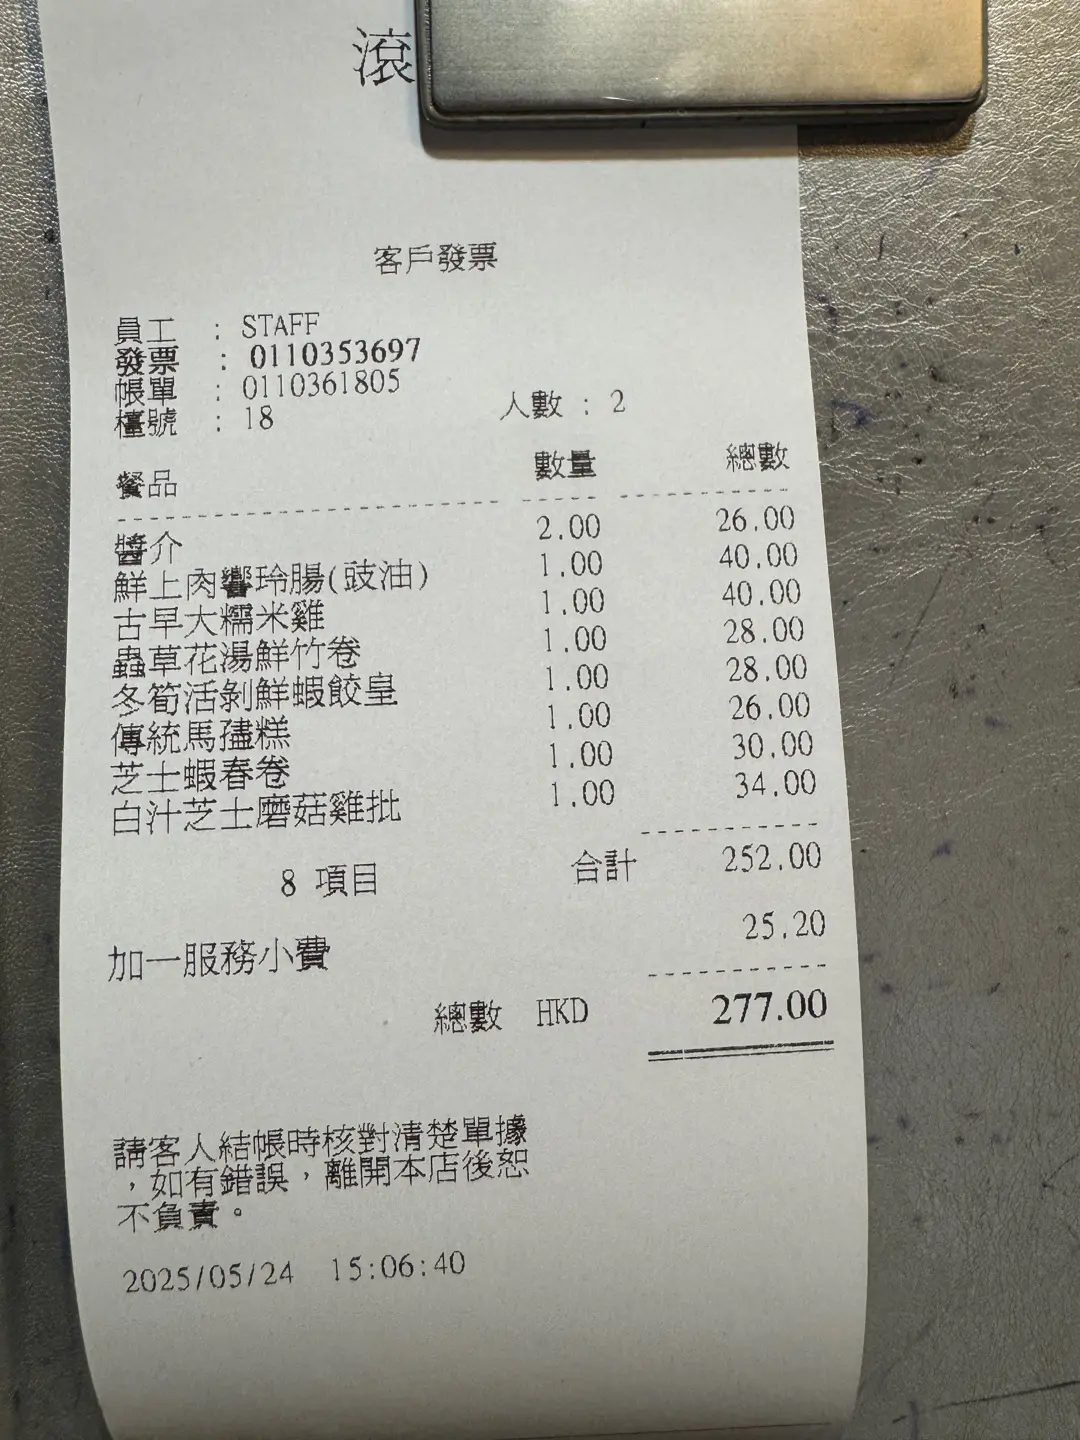 滾
客戶發票
員工 : STAFF
發票 : 0110353697
帳單 : 0110361805
檯號 : 18 人數 : 2
餐品 數量 總數
醬介 2.00 26.00
鮮上肉響玲腸(豉油) 1.00 40.00
古早大糯米雞 1.00 40.00
蟲草花湯鮮竹卷 1.00 28.00
冬筍活剝鮮蝦餃皇 1.00 28.00
傳統馬孻糕 1.00 26.00
芝士蝦春卷 1.00 30.00
白汁芝士磨菇雞批 1.00 34.00
8 項目 合計 252.00
加一服務小費 25.20
總數 HKD 277.00
請客人結帳時核對清楚單據
，如有錯誤，離開本店後恕
不負責。
2025/05/24 15:06:40